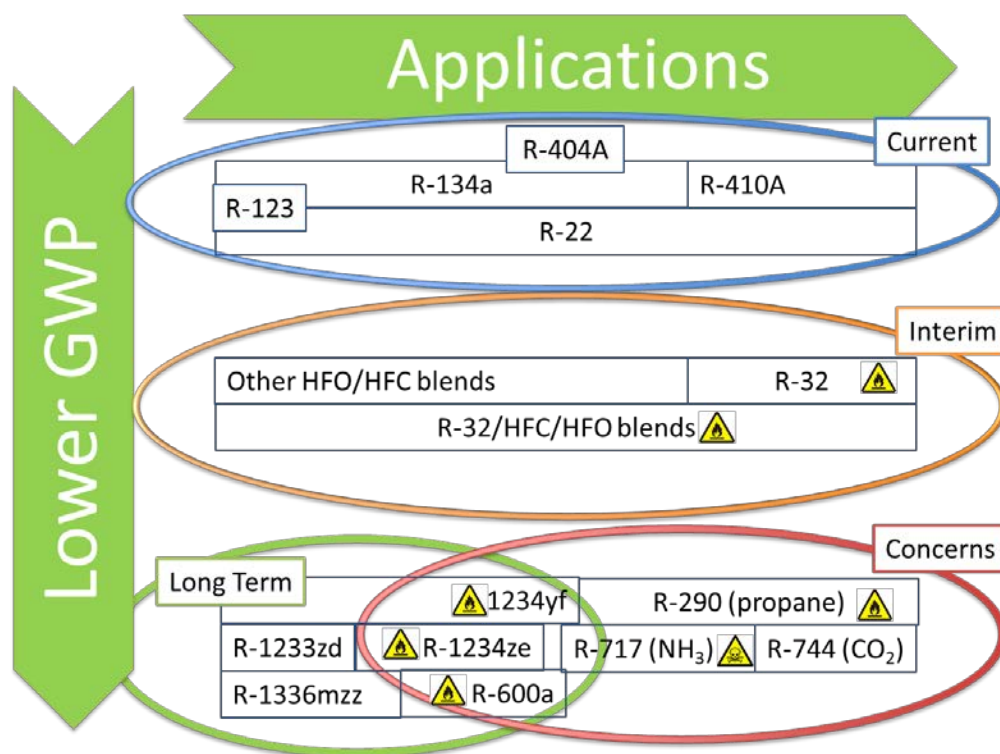 Applications
Lower GWP
Current
R-404A
R-134a
R-410A
R-123
R-22
Interim
Other HFO/HFC blends
R-32
R-32/HFC/HFO blends
Concerns
Long Term
1234yf
R-290 (propane)
R-1233zd
R-1234ze
R-717 (NH₃)
R-744 (CO₂)
R-1336mzz
R-600a